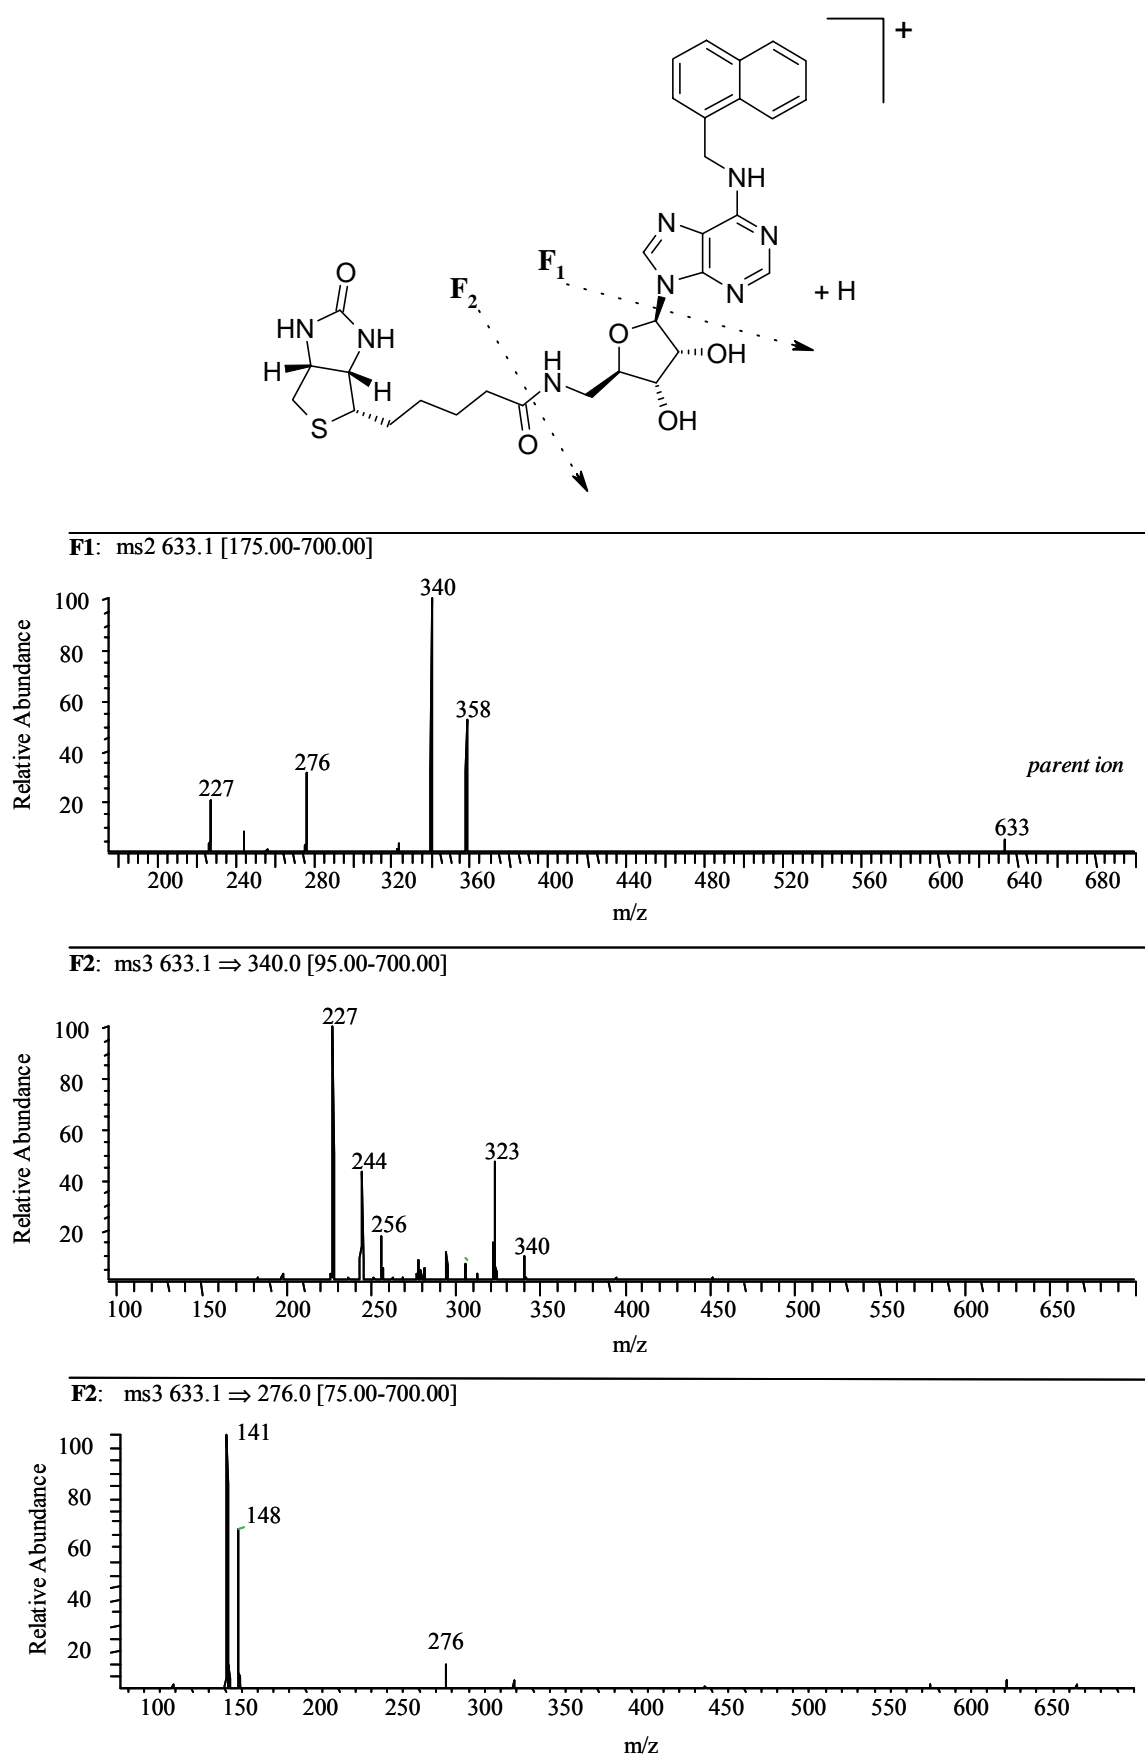 +
NH
N
N
F1
N
N
+ H
F2
O
HN
NH
O
OH
H
H
H
N
S
O
OH
F1: ms2 633.1 [175.00-700.00]
340
100
80
60
358
40
276
parent ion
227
20
633
Relative Abundance
200 240 280 320 360 400 440 480 520 560 600 640 680
m/z
F2: ms3 633.1 ⇒ 340.0 [95.00-700.00]
227
100
80
60
323
244
40
256
20
340
Relative Abundance
100 150 200 250 300 350 400 450 500 550 600 650
m/z
F2: ms3 633.1 ⇒ 276.0 [75.00-700.00]
141
100
80
148
60
40
276
20
Relative Abundance
100 150 200 250 300 350 400 450 500 550 600 650
m/z